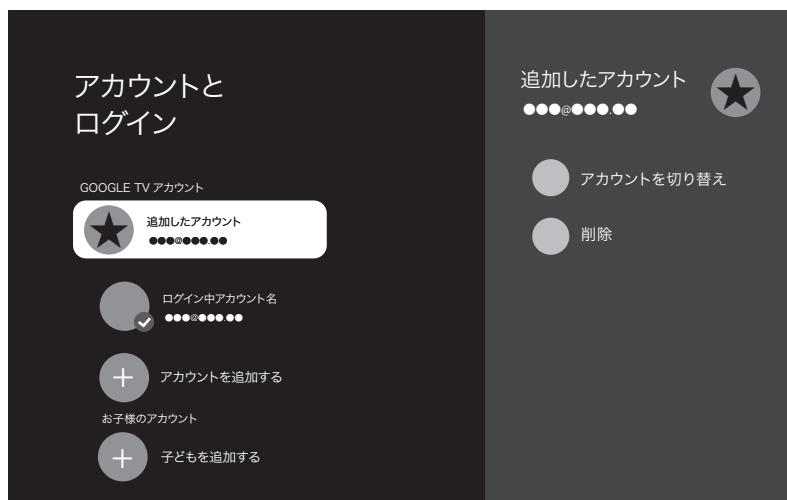 アカウントと
ログイン
GOOGLE TV アカウント
追加したアカウント
●●●@●●●.●●
ログイン中アカウント名
●●●@●●●.●●
アカウントを追加する
お子様のアカウント
子どもを追加する
追加したアカウント
●●●@●●●.●●
アカウントを切り替え
削除